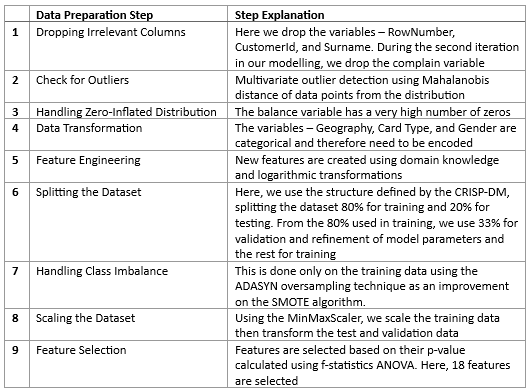 Data Preparation Step Step Explanation
1 Dropping Irrelevant Columns Here we drop the variables – RowNumber,
CustomerId, and Surname. During the second iteration
in our modelling, we drop the complain variable
2 Check for Outliers Multivariate outlier detection using Mahalanobis
distance of data points from the distribution
3 Handling Zero-Inflated Distribution The balance variable has a very high number of zeros
4 Data Transformation The variables – Geography, Card Type, and Gender are
categorical and therefore need to be encoded
5 Feature Engineering New features are created using domain knowledge
and logarithmic transformations
6 Splitting the Dataset Here, we use the structure defined by the CRISP-DM,
splitting the dataset 80% for training and 20% for
testing. From the 80% used in training, we use 33% for
validation and refinement of model parameters and
the rest for training
7 Handling Class Imbalance This is done only on the training data using the
ADASYN oversampling technique as an improvement
on the SMOTE algorithm.
8 Scaling the Dataset Using the MinMaxScaler, we scale the training data
then transform the test and validation data
9 Feature Selection Features are selected based on their p-value
calculated using f-statistics ANOVA. Here, 18 features
are selected